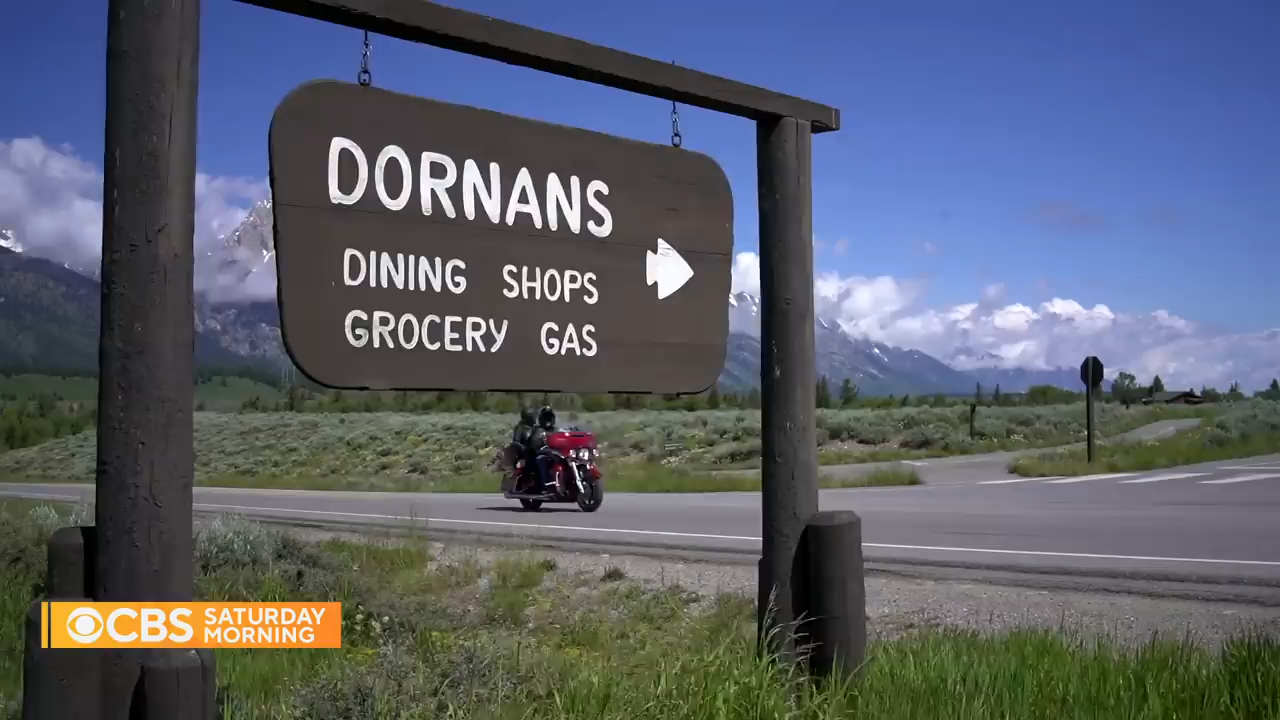 DORNANS
DINING SHOPS
GROCERY GAS
CBS SATURDAY
MORNING